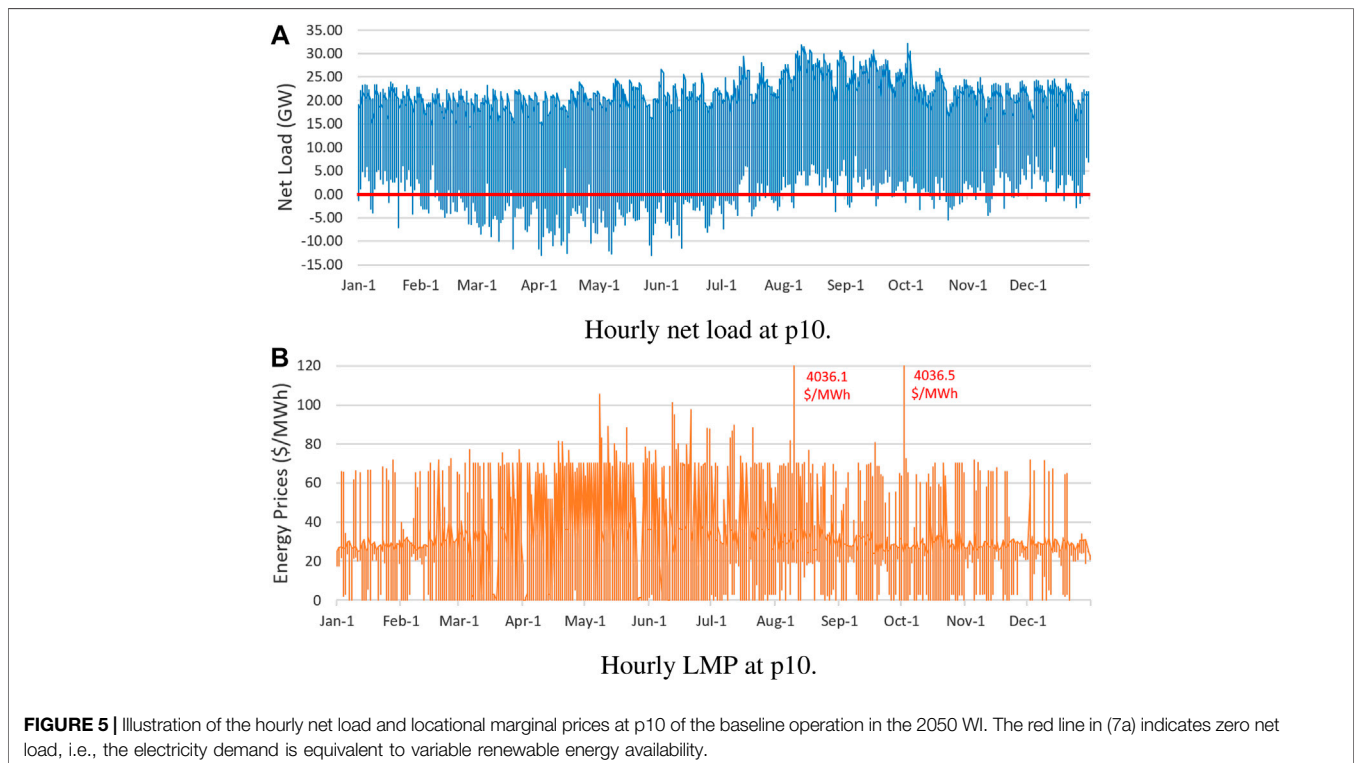 A
35.00
30.00
25.00
20.00
15.00
10.00
5.00
0.00
-5.00
-10.00
-15.00
Net Load (GW)
Jan-1 Feb-1 Mar-1 Apr-1 May-1 Jun-1 Jul-1 Aug-1 Sep-1 Oct-1 Nov-1 Dec-1
Hourly net load at p10.
B
120
100
80
60
40
20
0
Energy Prices ($/MWh)
4036.1
$/MWh
4036.5
$/MWh
Jan-1 Feb-1 Mar-1 Apr-1 May-1 Jun-1 Jul-1 Aug-1 Sep-1 Oct-1 Nov-1 Dec-1
Hourly LMP at p10.
FIGURE 5 | Illustration of the hourly net load and locational marginal prices at p10 of the baseline operation in the 2050 WI. The red line in (7a) indicates zero net
load, i.e., the electricity demand is equivalent to variable renewable energy availability.